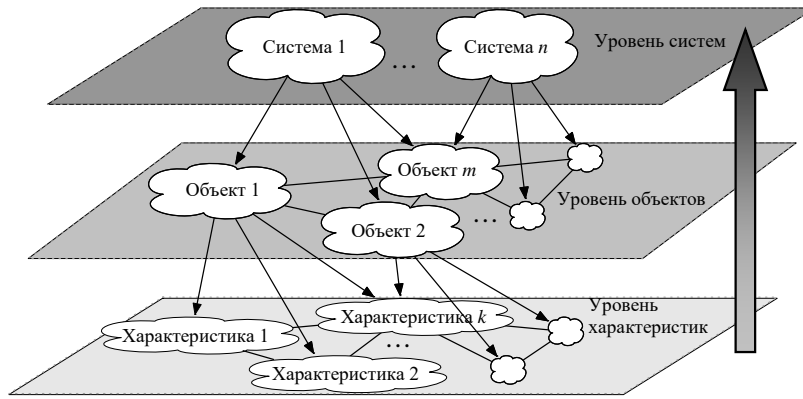 Система 1
...
Система n
Уровень систем
Объект 1
Объект m
Объект 2
...
Уровень объектов
Характеристика 1
Характеристика k
...
Характеристика 2
Уровень
характеристик